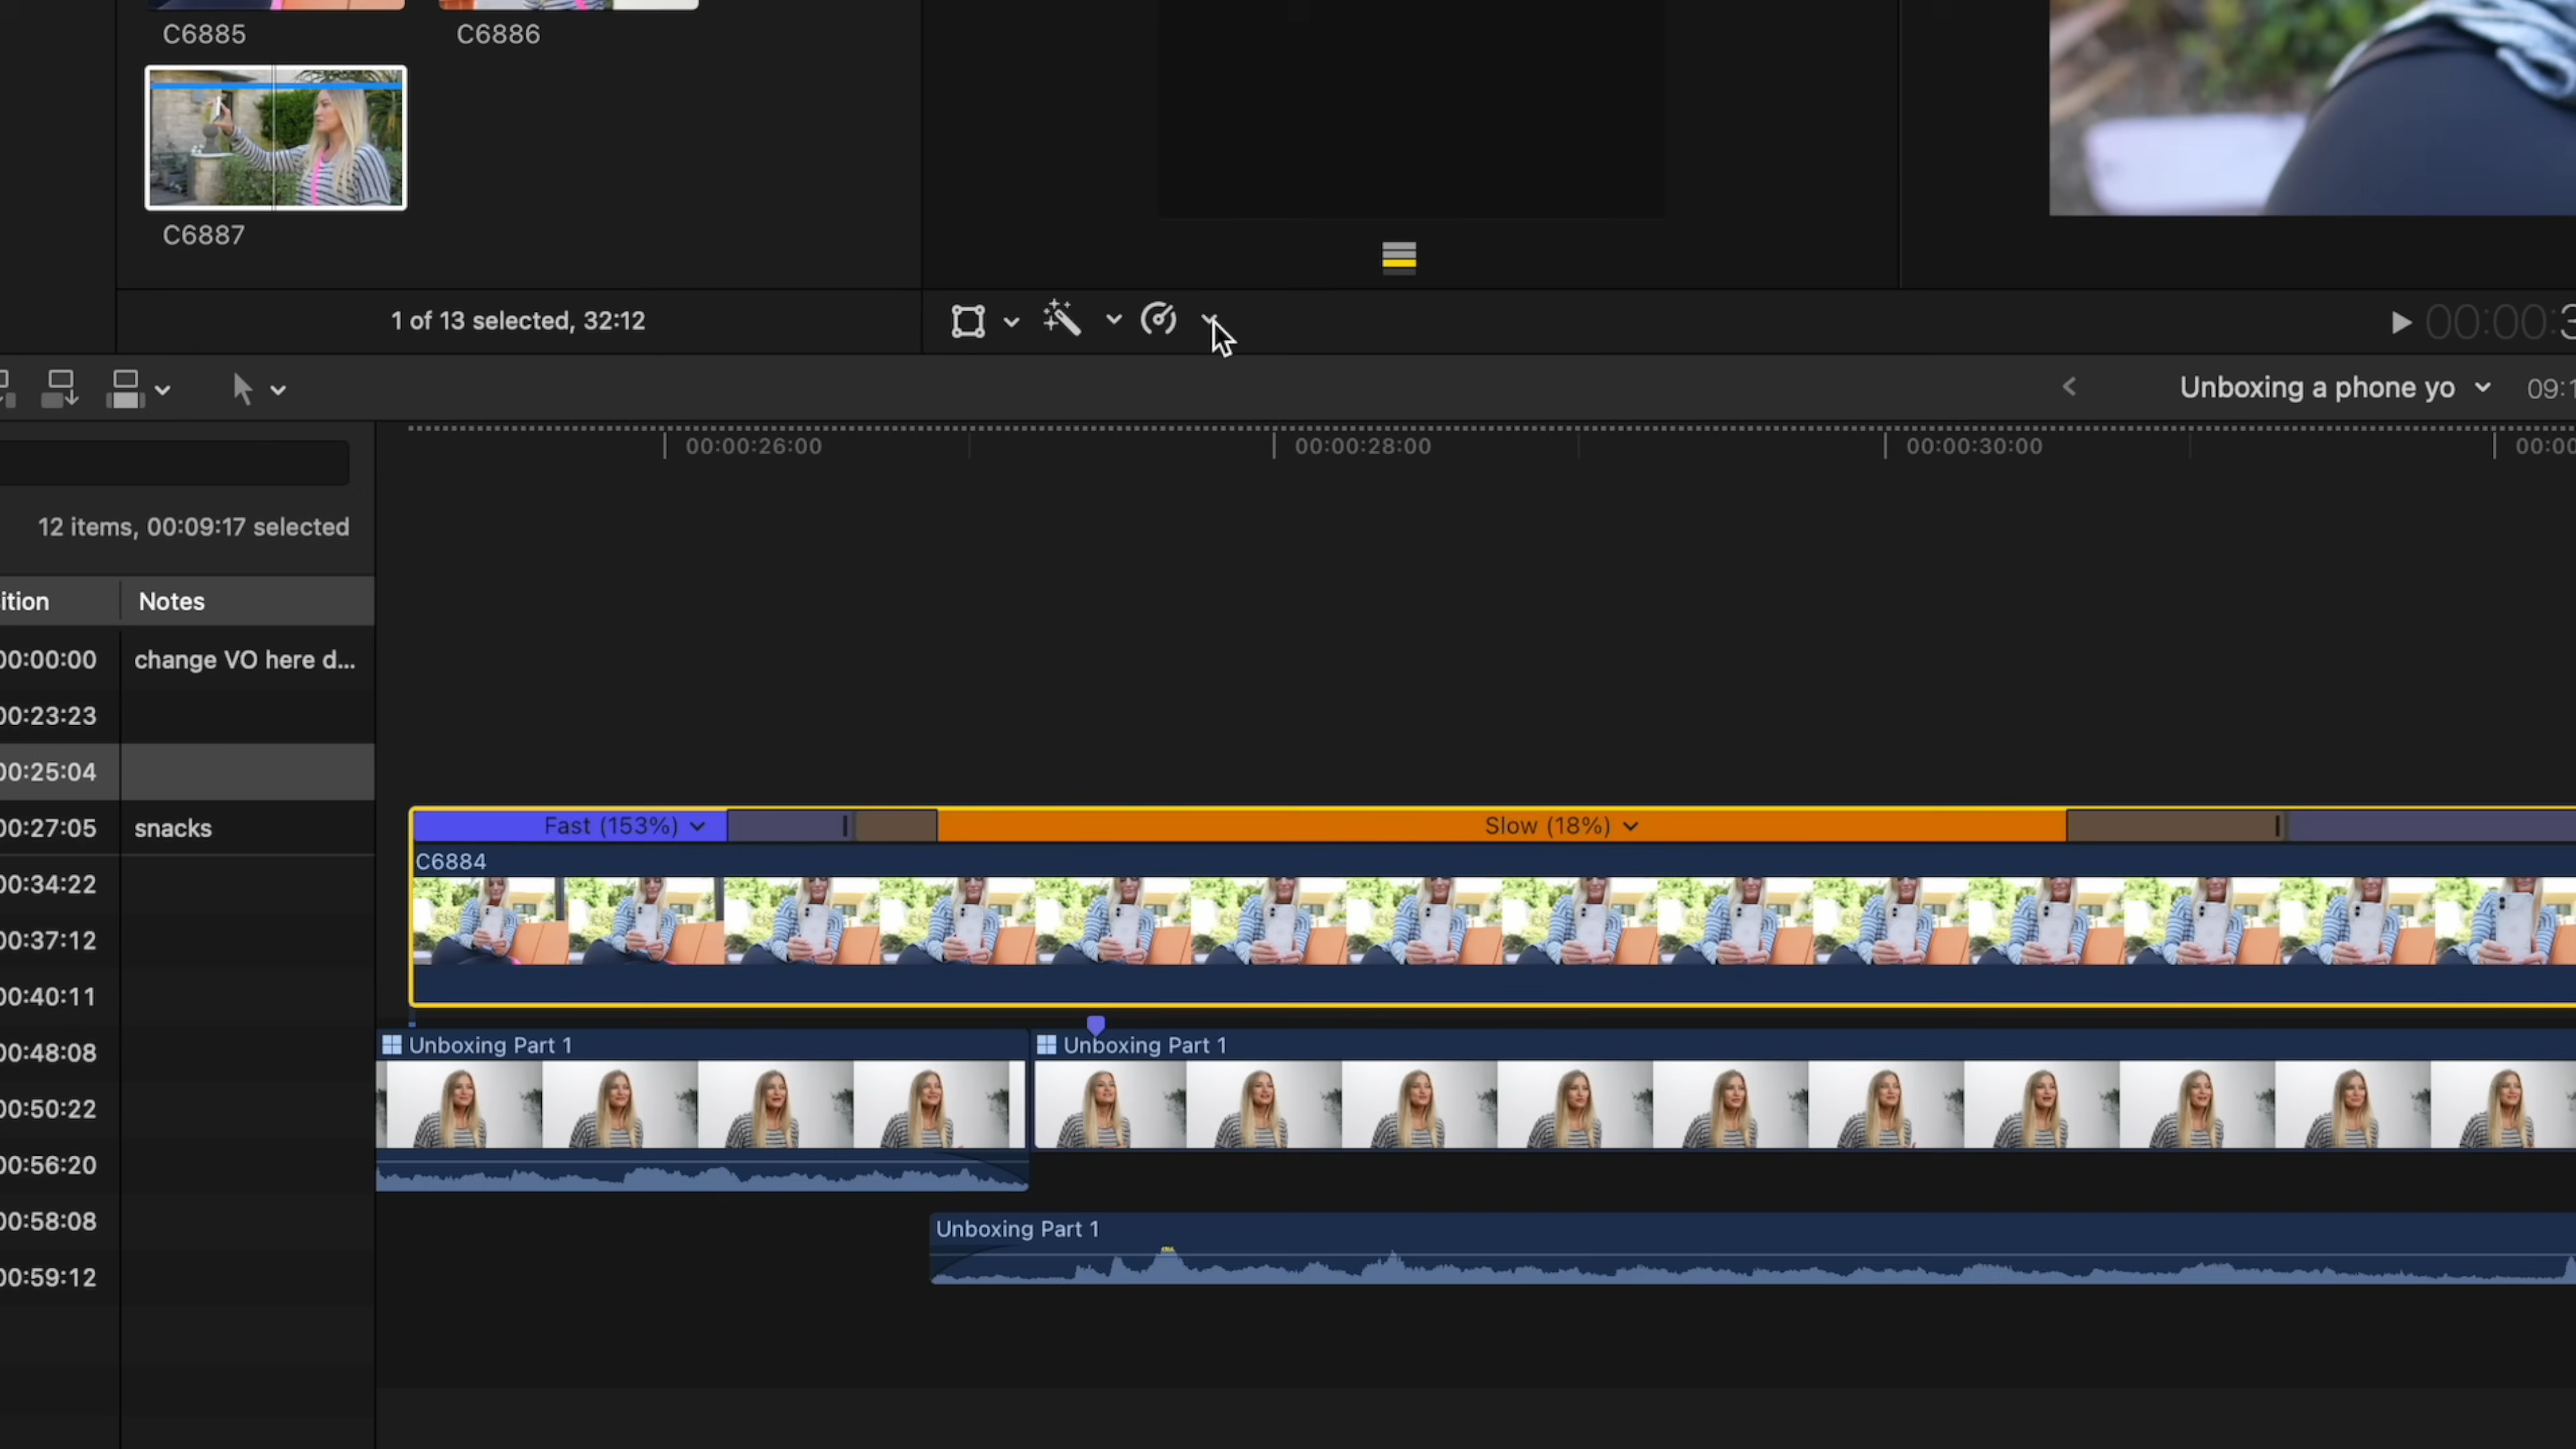 C6885
C6886
C6887
1 of 13 selected, 32:12
00:00:3
Unboxing a phone yo
09:1
00:00:26:00
00:00:28:00
00:00:30:00
00:00
12 items, 00:09:17 selected
ition
Notes
00:00:00
change VO here d...
00:23:23
00:25:04
00:27:05
snacks
00:34:22
00:37:12
00:40:11
00:48:08
00:50:22
00:56:20
00:58:08
00:59:12
Fast (153%)
Slow (18%)
C6884
Unboxing Part 1
Unboxing Part 1
Unboxing Part 1